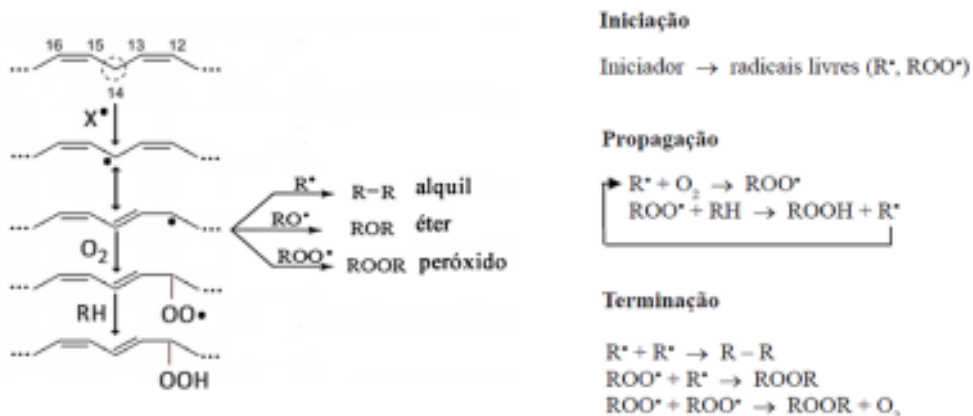 16 15 13 12
... ...
14
X•
... ...
R• R–R alquil
... ...
RO• ROR éter
O₂
ROO• ROOR peróxido
... ...
RH OO•
... ...
OOH
Iniciação
Iniciador → radicais livres (R•, ROO•)
Propagação
R• + O₂ → ROO•
ROO• + RH → ROOH + R•
Terminação
R• + R• → R – R
ROO• + R• → ROOR
ROO• + ROO• → ROOR + O₂